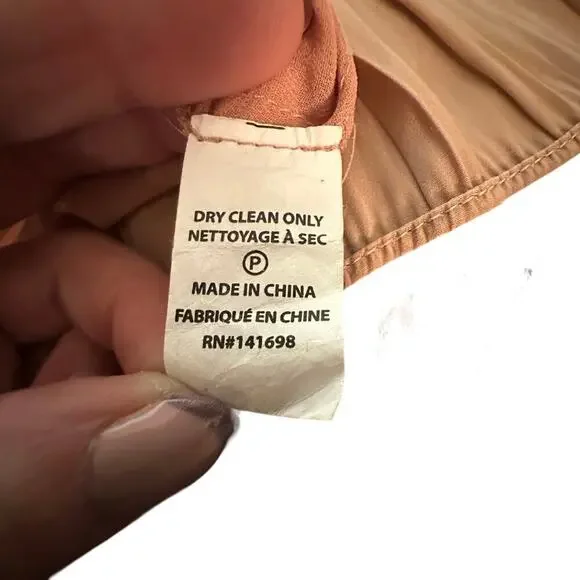 DRY CLEAN ONLY
NETTOYAGE À SEC
P
MADE IN CHINA
FABRIQUÉ EN CHINE
RN#141698